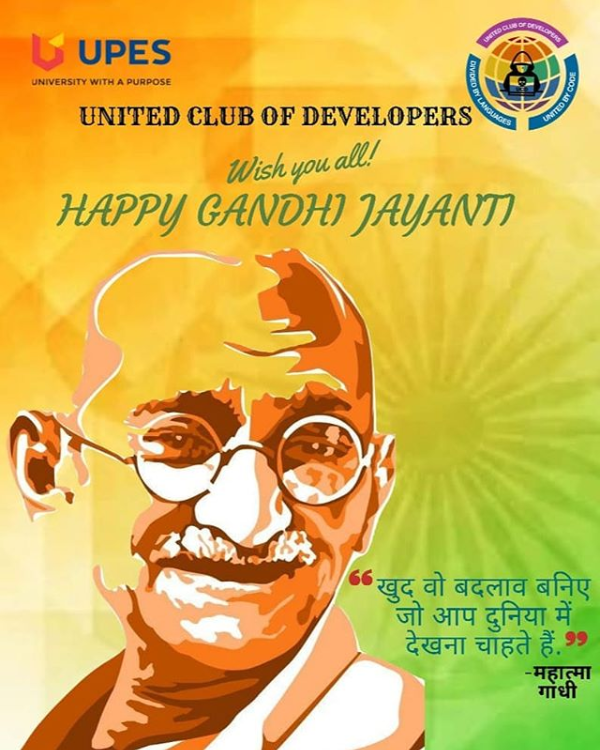 UPES
UNIVERSITY WITH A PURPOSE
UNITED CLUB OF DEVELOPERS
DIVIDED BY LANGUAGES
UNITED BY CODE
UNITED CLUB OF DEVELOPERS
Wish you all!
HAPPY GANDHI JAYANTI
“खुद वो बदलाव बनिए
जो आप दुनिया में
देखना चाहते हैं.”
-महात्मा
गांधी